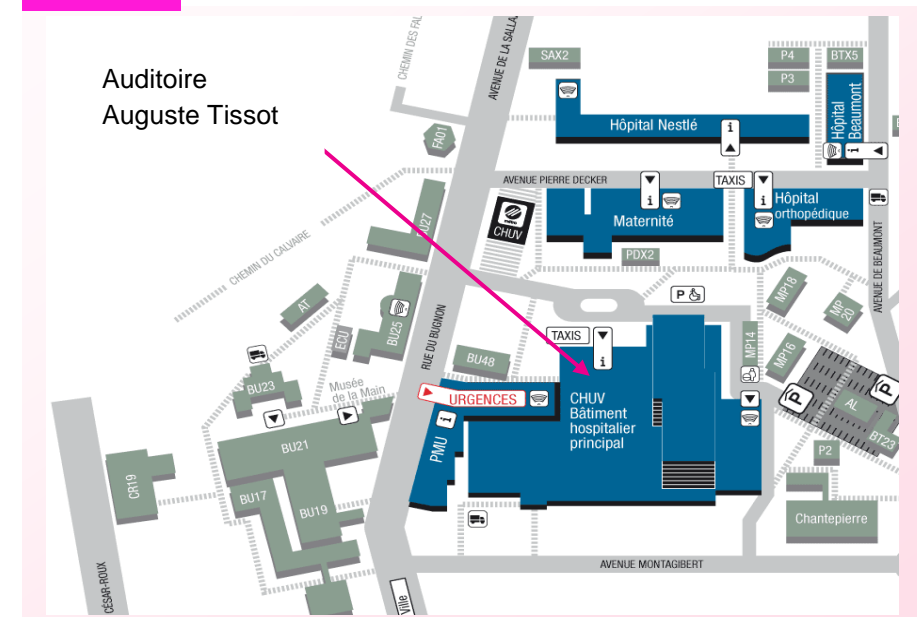 Auditoire
Auguste Tissot
CHEMIN DES FAL
AVENUE DE LA SALLA
SAX2
P4
P3
BTX5
Hôpital
Beaumont
i
Hôpital Nestlé
i
FA01
AVENUE PIERRE DECKER
TAXIS
i
i
Maternité
Hôpital
orthopédique
BU27
CHUV
CHEMIN DU CALVAIRE
PDX2
AVENUE DE BEAUMONT
MP18
MP
20
P
AT
ECU
BU25
RUE DU BUGNON
TAXIS
i
BU48
MP14
MP16
P
P
BU23
Musée
de la Main
URGENCES
i
PMU
CHUV
Bâtiment
hospitalier
principal
AL
BT23
P2
BU21
CR19
BU17
BU19
Chantepierre
AVENUE MONTAGIBERT
CÉSAR-ROUX
Ville